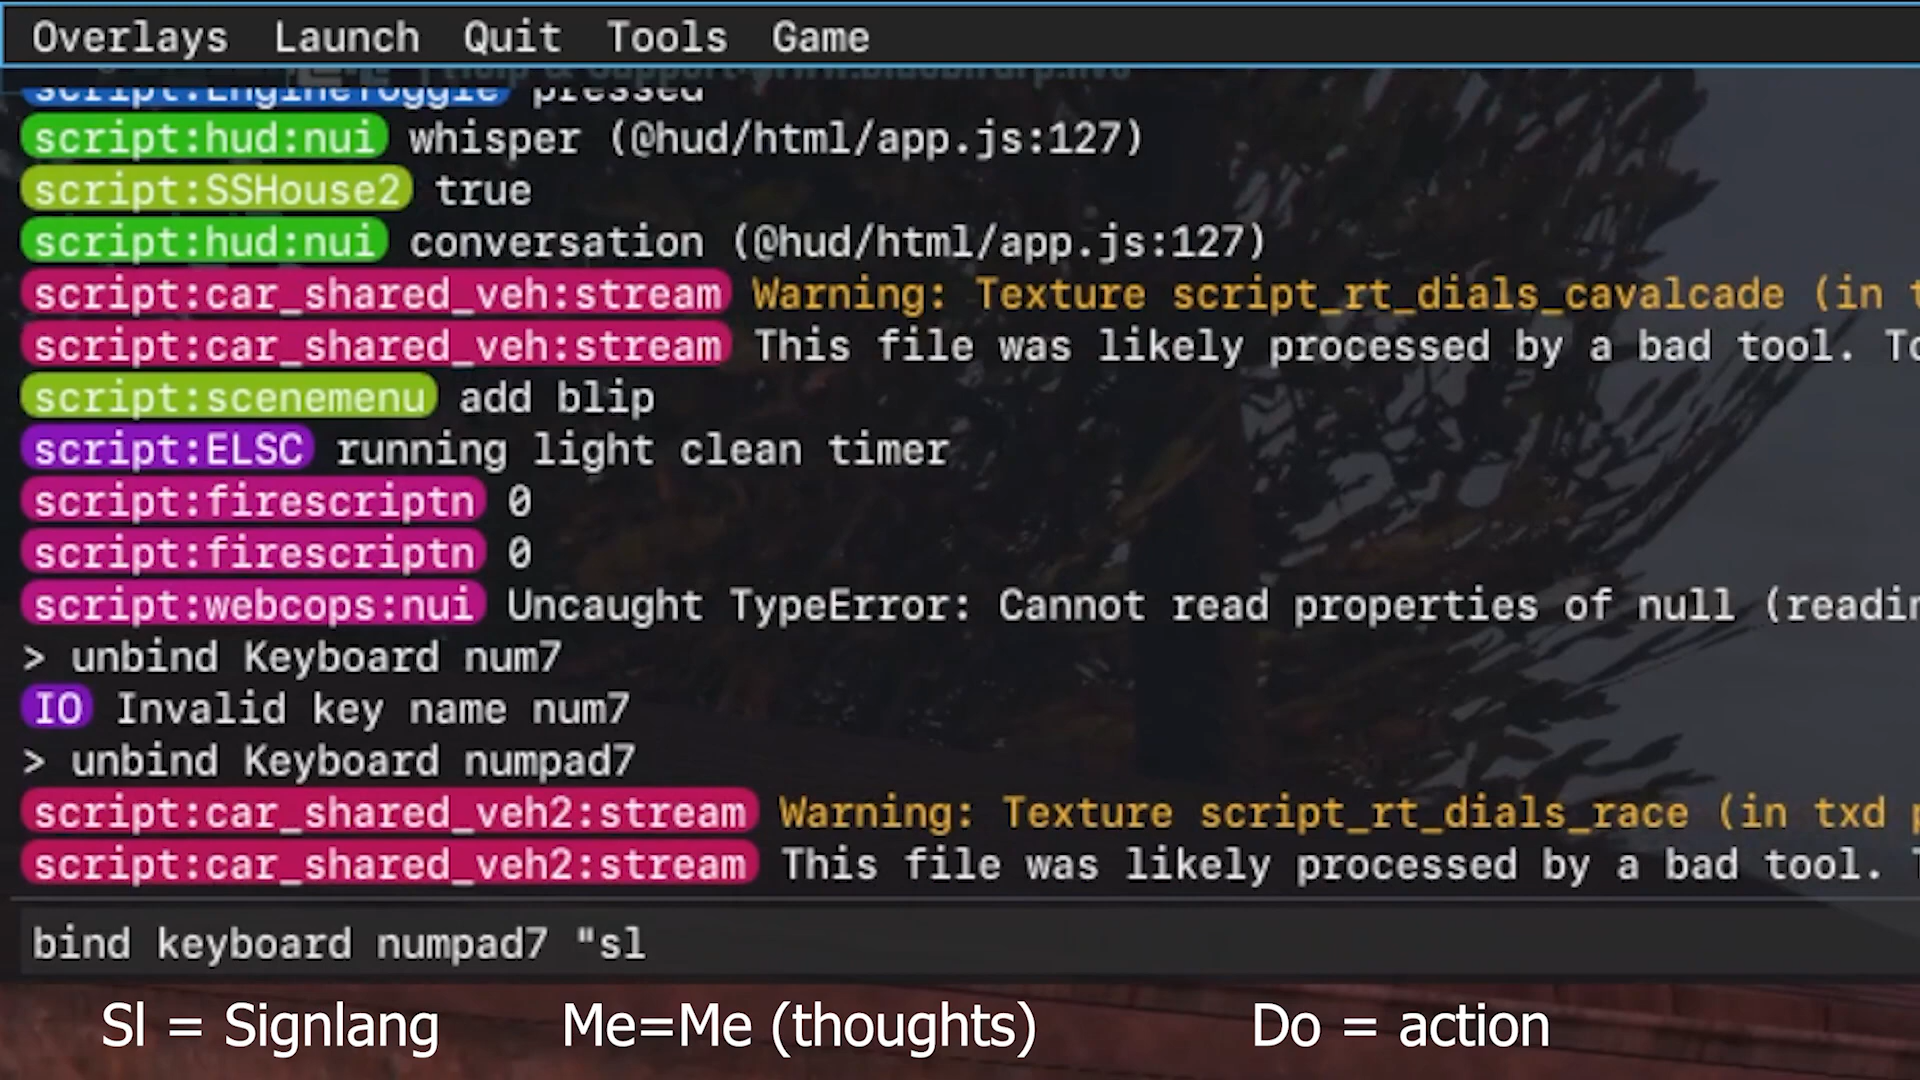 Overlays Launch Quit Tools Game
script:EngineToggle pressed
script:hud:nui whisper (@hud/html/app.js:127)
script:SSHouse2 true
script:hud:nui conversation (@hud/html/app.js:127)
script:car_shared_veh:stream Warning: Texture script_rt_dials_cavalcade (in
script:car_shared_veh:stream This file was likely processed by a bad tool. To
script:scenemenu add blip
script:ELSC running light clean timer
script:firescriptn 0
script:firescriptn 0
script:webcops:nui Uncaught TypeError: Cannot read properties of null (readin
> unbind Keyboard num7
IO Invalid key name num7
> unbind Keyboard numpad7
script:car_shared_veh2:stream Warning: Texture script_rt_dials_race (in txd
script:car_shared_veh2:stream This file was likely processed by a bad tool.
bind keyboard numpad7 "sl
Sl = Signlang Me=Me (thoughts) Do = action